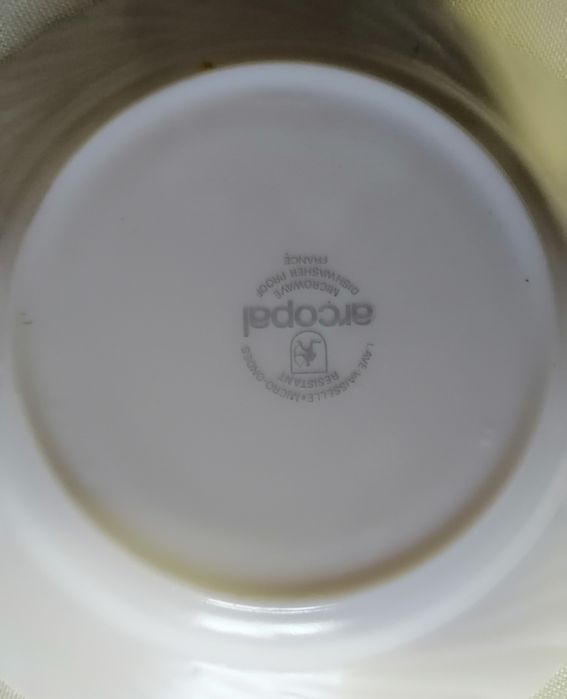 LAVE-VAISSELLE • MICRO-ONDES
RESISTANT
arcopal
MICROWAVE
DISHWASHER PROOF
FRANCE